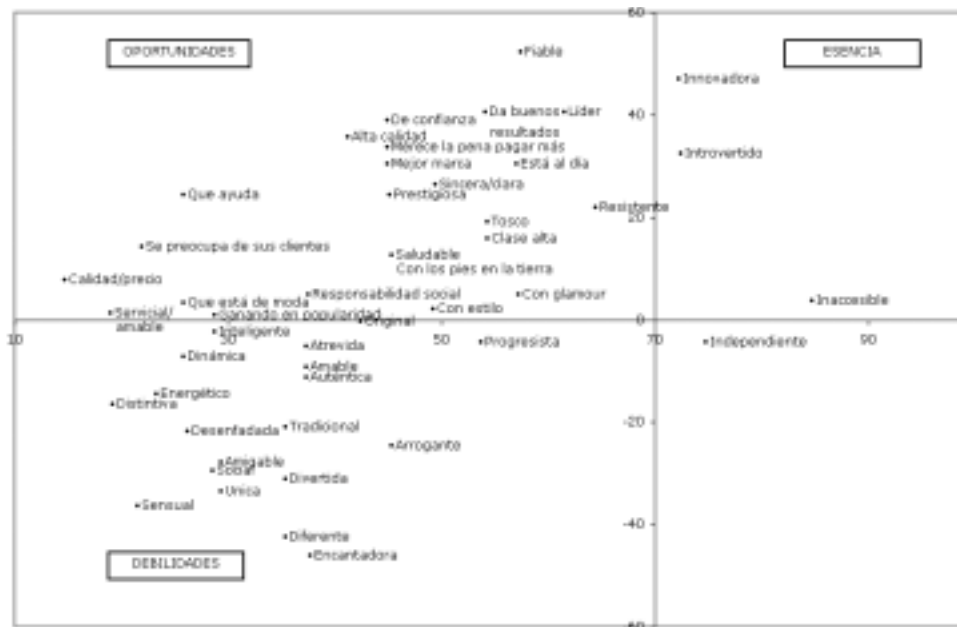 60
OPORTUNIDADES
Fiable
ESENCIA
Innovadora
Da buenos
resultados
Líder
40
De confianza
Alta calidad
Merece la pena pagar más
Introvertido
Mejor marca
Está al día
Sincera/clara
Que ayuda
Prestigiosa
Resistente
20
Tosco
Clase alta
Se preocupa de sus clientes
Saludable
Con los pies en la tierra
Calidad/precio
Responsabilidad social
Con glamour
Inaccesible
Que está de moda
Con estilo
Servicial/
amable
Ganando en popularidad
Original
0
10
30
50
70
90
Inteligente
Atrevida
Progresista
Independiente
Dinámica
Amable
Auténtica
Energético
Distintiva
-20
Desenfadada
Tradicional
Arrogante
Amigable
Social
Divertida
Unica
Sensual
-40
Diferente
Encantadora
DEBILIDADES
-60